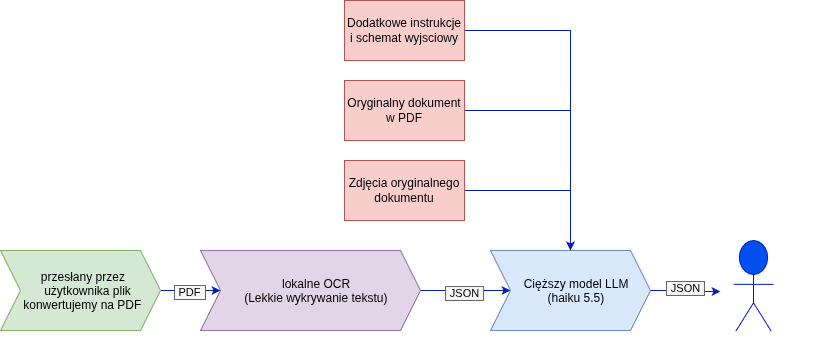 Dodatkowe instrukcje
i schemat wyjsciowy
Oryginalny dokument
w PDF
Zdjęcia oryginalnego
dokumentu
przesłany przez
użytkownika plik
konwertujemy na PDF
PDF
lokalne OCR
(Lekkie wykrywanie tekstu)
JSON
Cięższy model LLM
(haiku 5.5)
JSON